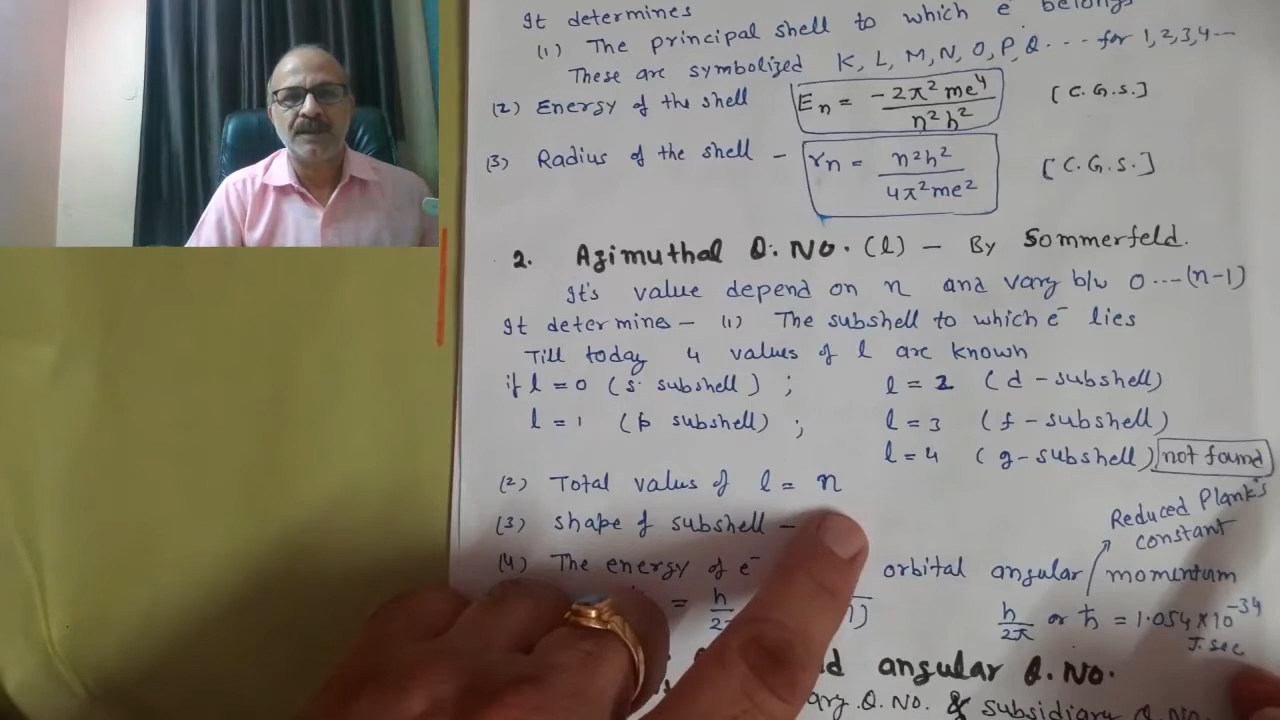 It determines
(1) The principal shell to which e⁻ belongs
These are symbolized K, L, M, N, O, P, Q --- for 1,2,3,4 ---
(2) Energy of the shell Eₙ = -2π²me⁴ / n²h² [C.G.S.]
(3) Radius of the shell - rₙ = n²h² / 4π²me² [C.G.S.]
2. Azimuthal Q. No. (l) - By Sommerfeld.
It's value depend on n and vary b/w 0 ---- (n-1)
It determine - (1) The subshell to which e⁻ lies
Till today 4 values of l are known
if l = 0 (s subshell) ; l = 2 (d - subshell)
l = 1 (p subshell) ; l = 3 (f - subshell)
l = 4 (g - subshell) not found
(2) Total value of l = n
(3) shape of subshell -
Reduced Plank's
constant
(4) The energy of e⁻ orbital angular momentum
= h/2π or ħ = 1.054 × 10⁻³⁴
J. sec
angular Q. No.
Q. No. & subsidiary Q. No.